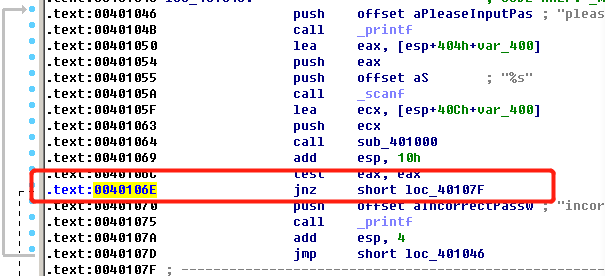 .text:00401046 push offset aPleaseInputPas ; "pleas
.text:0040104B call _printf
.text:00401050 lea eax, [esp+404h+var_400]
.text:00401054 push eax
.text:00401055 push offset aS ; "%s"
.text:0040105A call _scanf
.text:0040105F lea ecx, [esp+40Ch+var_400]
.text:00401063 push ecx
.text:00401064 call sub_401000
.text:00401069 add esp, 10h
.text:0040106C test eax, eax
.text:0040106E jnz short loc_40107F
.text:00401070 push offset aIncorrectPassw ; "incor
.text:00401075 call _printf
.text:0040107A add esp, 4
.text:0040107D jmp short loc_401046
.text:0040107F ; ---------------------------------------------------------------